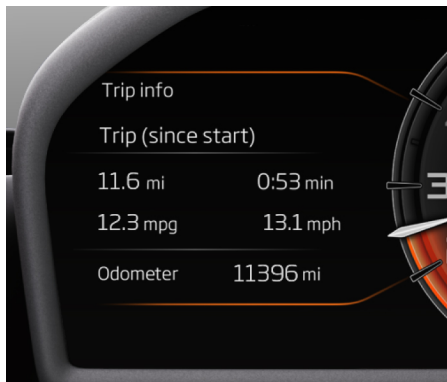 Trip info
Trip (since start)
11.6 mi 0:53 min
12.3 mpg 13.1 mph
Odometer 11396 mi
3